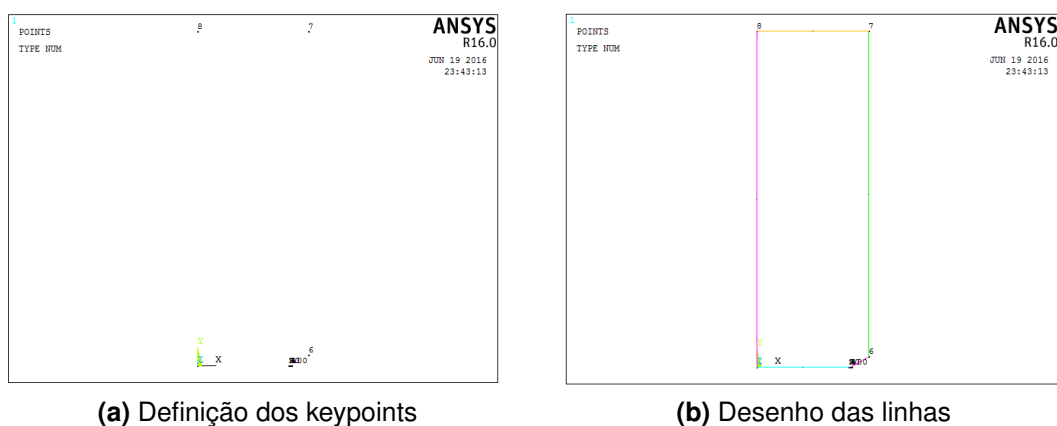 1
POINTS
TYPE NUM
8
7
ANSYS
R16.0
JUN 19 2016
23:43:13
Y
Z
X
6
(a) Definição dos keypoints
1
POINTS
TYPE NUM
8
7
ANSYS
R16.0
JUN 19 2016
23:43:13
Y
Z
X
6
(b) Desenho das linhas